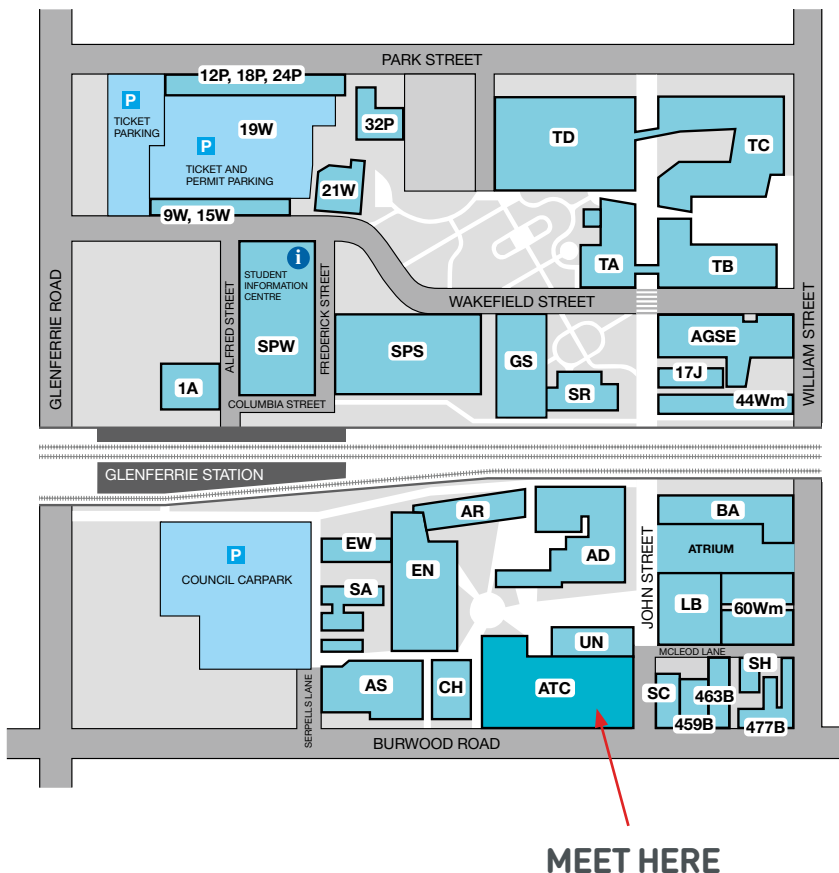 PARK STREET
12P, 18P, 24P
P
TICKET
PARKING
19W
P
TICKET AND
PERMIT PARKING
32P
TD
TC
21W
9W, 15W
TA
TB
i
STUDENT
INFORMATION
CENTRE
SPW
GLENFERRIE ROAD
ALFRED STREET
FREDERICK STREET
WAKEFIELD STREET
WILLIAM STREET
SPS
GS
SR
AGSE
17J
44Wm
1A
COLUMBIA STREET
GLENFERRIE STATION
P
COUNCIL CARPARK
AR
EW
EN
SA
AD
JOHN STREET
BA
ATRIUM
LB
60Wm
UN
MCLEOD LANE
SERPELLS LANE
AS
CH
ATC
SC
SH
463B
459B
477B
BURWOOD ROAD
MEET HERE